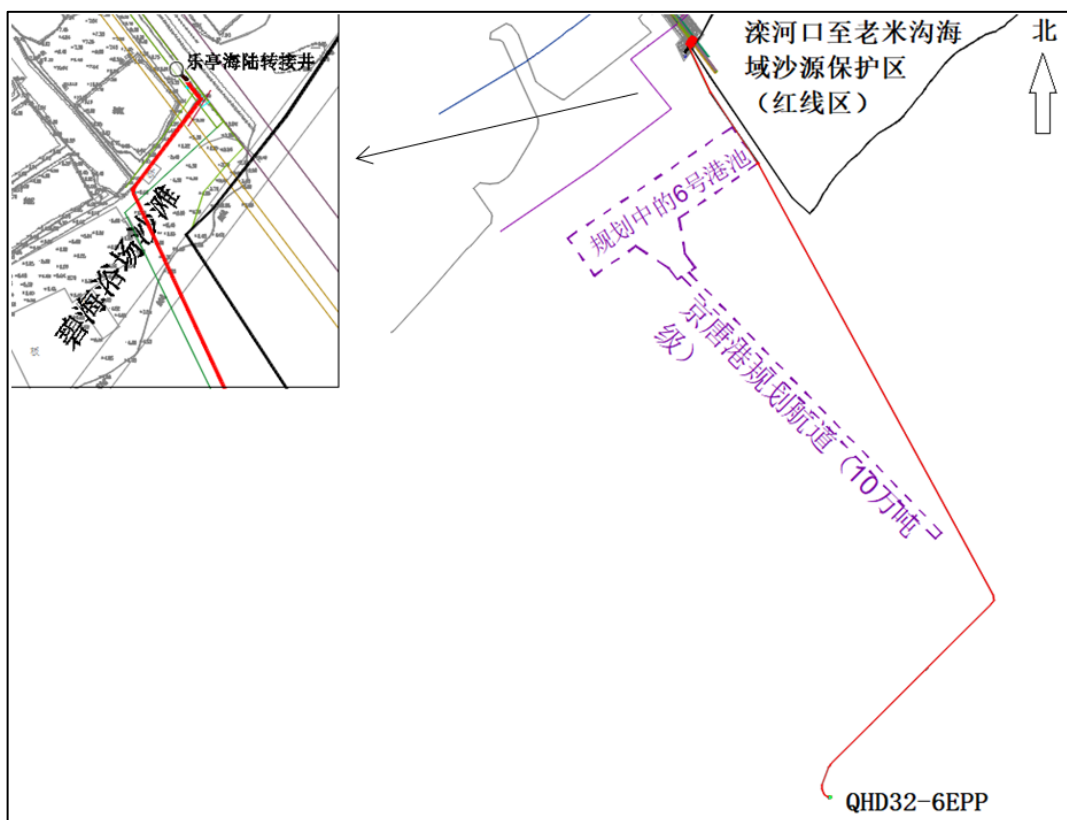 乐亭海陆转接井
碧海浴场沙滩
滦河口至老米沟海
域沙源保护区
（红线区）
北
规划中的6号港池
京唐港规划航道（10万吨
级）
QHD32-6EPP